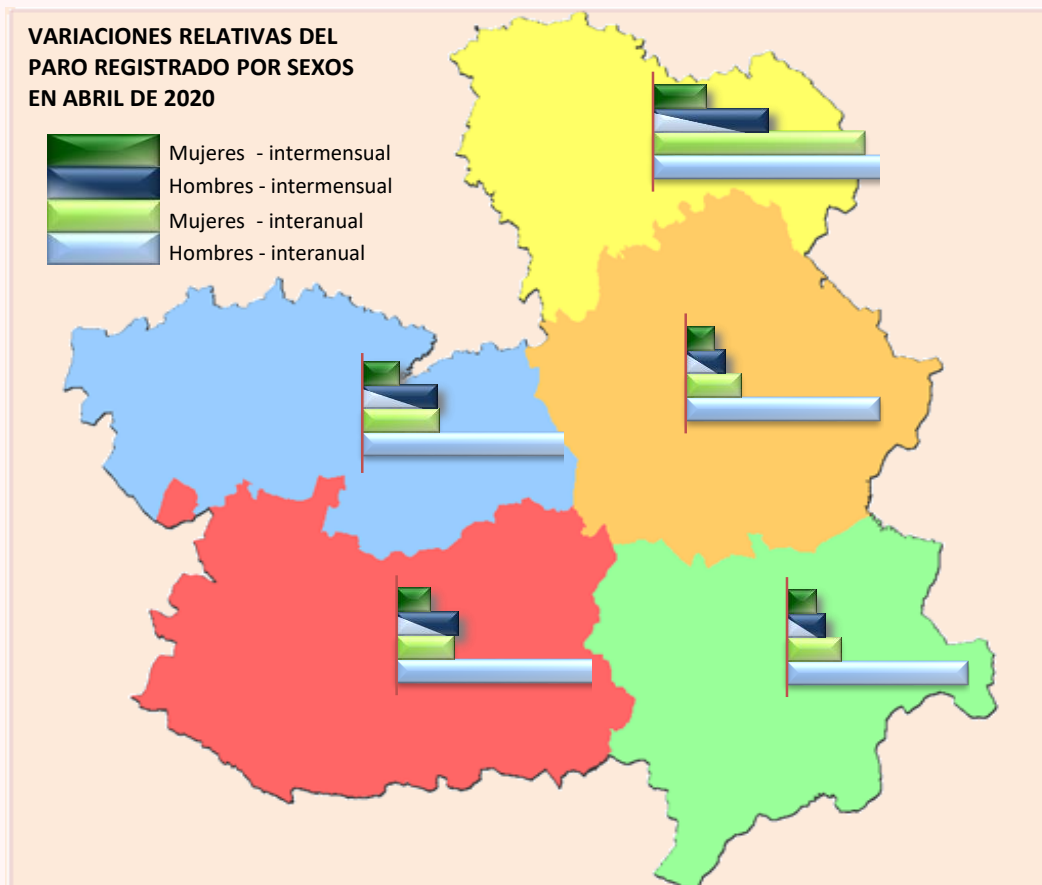 VARIACIONES RELATIVAS DEL
PARO REGISTRADO POR SEXOS
EN ABRIL DE 2020
Mujeres - intermensual
Hombres - intermensual
Mujeres - interanual
Hombres - interanual